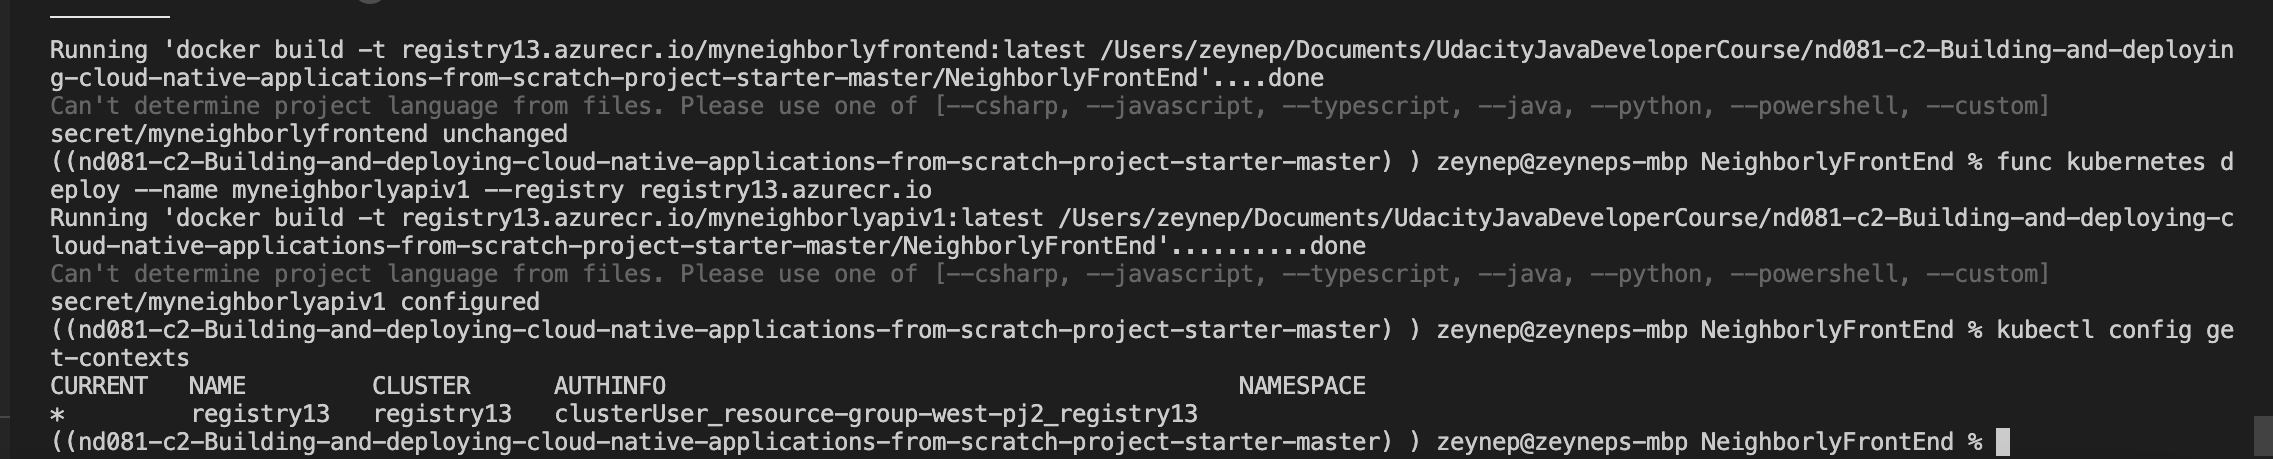 Running 'docker build -t registry13.azurecr.io/myneighborlyfrontend:latest /Users/zeynep/Documents/UdacityJavaDeveloperCourse/nd081-c2-Building-and-deployin
g-cloud-native-applications-from-scratch-project-starter-master/NeighborlyFrontEnd'....done
Can't determine project language from files. Please use one of [--csharp, --javascript, --typescript, --java, --python, --powershell, --custom]
secret/myneighborlyfrontend unchanged
((nd081-c2-Building-and-deploying-cloud-native-applications-from-scratch-project-starter-master) ) zeynep@zeyneps-mbp NeighborlyFrontEnd % func kubernetes d
eploy --name myneighborlyapiv1 --registry registry13.azurecr.io
Running 'docker build -t registry13.azurecr.io/myneighborlyapiv1:latest /Users/zeynep/Documents/UdacityJavaDeveloperCourse/nd081-c2-Building-and-deploying-c
loud-native-applications-from-scratch-project-starter-master/NeighborlyFrontEnd'..........done
Can't determine project language from files. Please use one of [--csharp, --javascript, --typescript, --java, --python, --powershell, --custom]
secret/myneighborlyapiv1 configured
((nd081-c2-Building-and-deploying-cloud-native-applications-from-scratch-project-starter-master) ) zeynep@zeyneps-mbp NeighborlyFrontEnd % kubectl config ge
t-contexts
CURRENT   NAME         CLUSTER      AUTHINFO                                         NAMESPACE
*         registry13   registry13   clusterUser_resource-group-west-pj2_registry13
((nd081-c2-Building-and-deploying-cloud-native-applications-from-scratch-project-starter-master) ) zeynep@zeyneps-mbp NeighborlyFrontEnd %